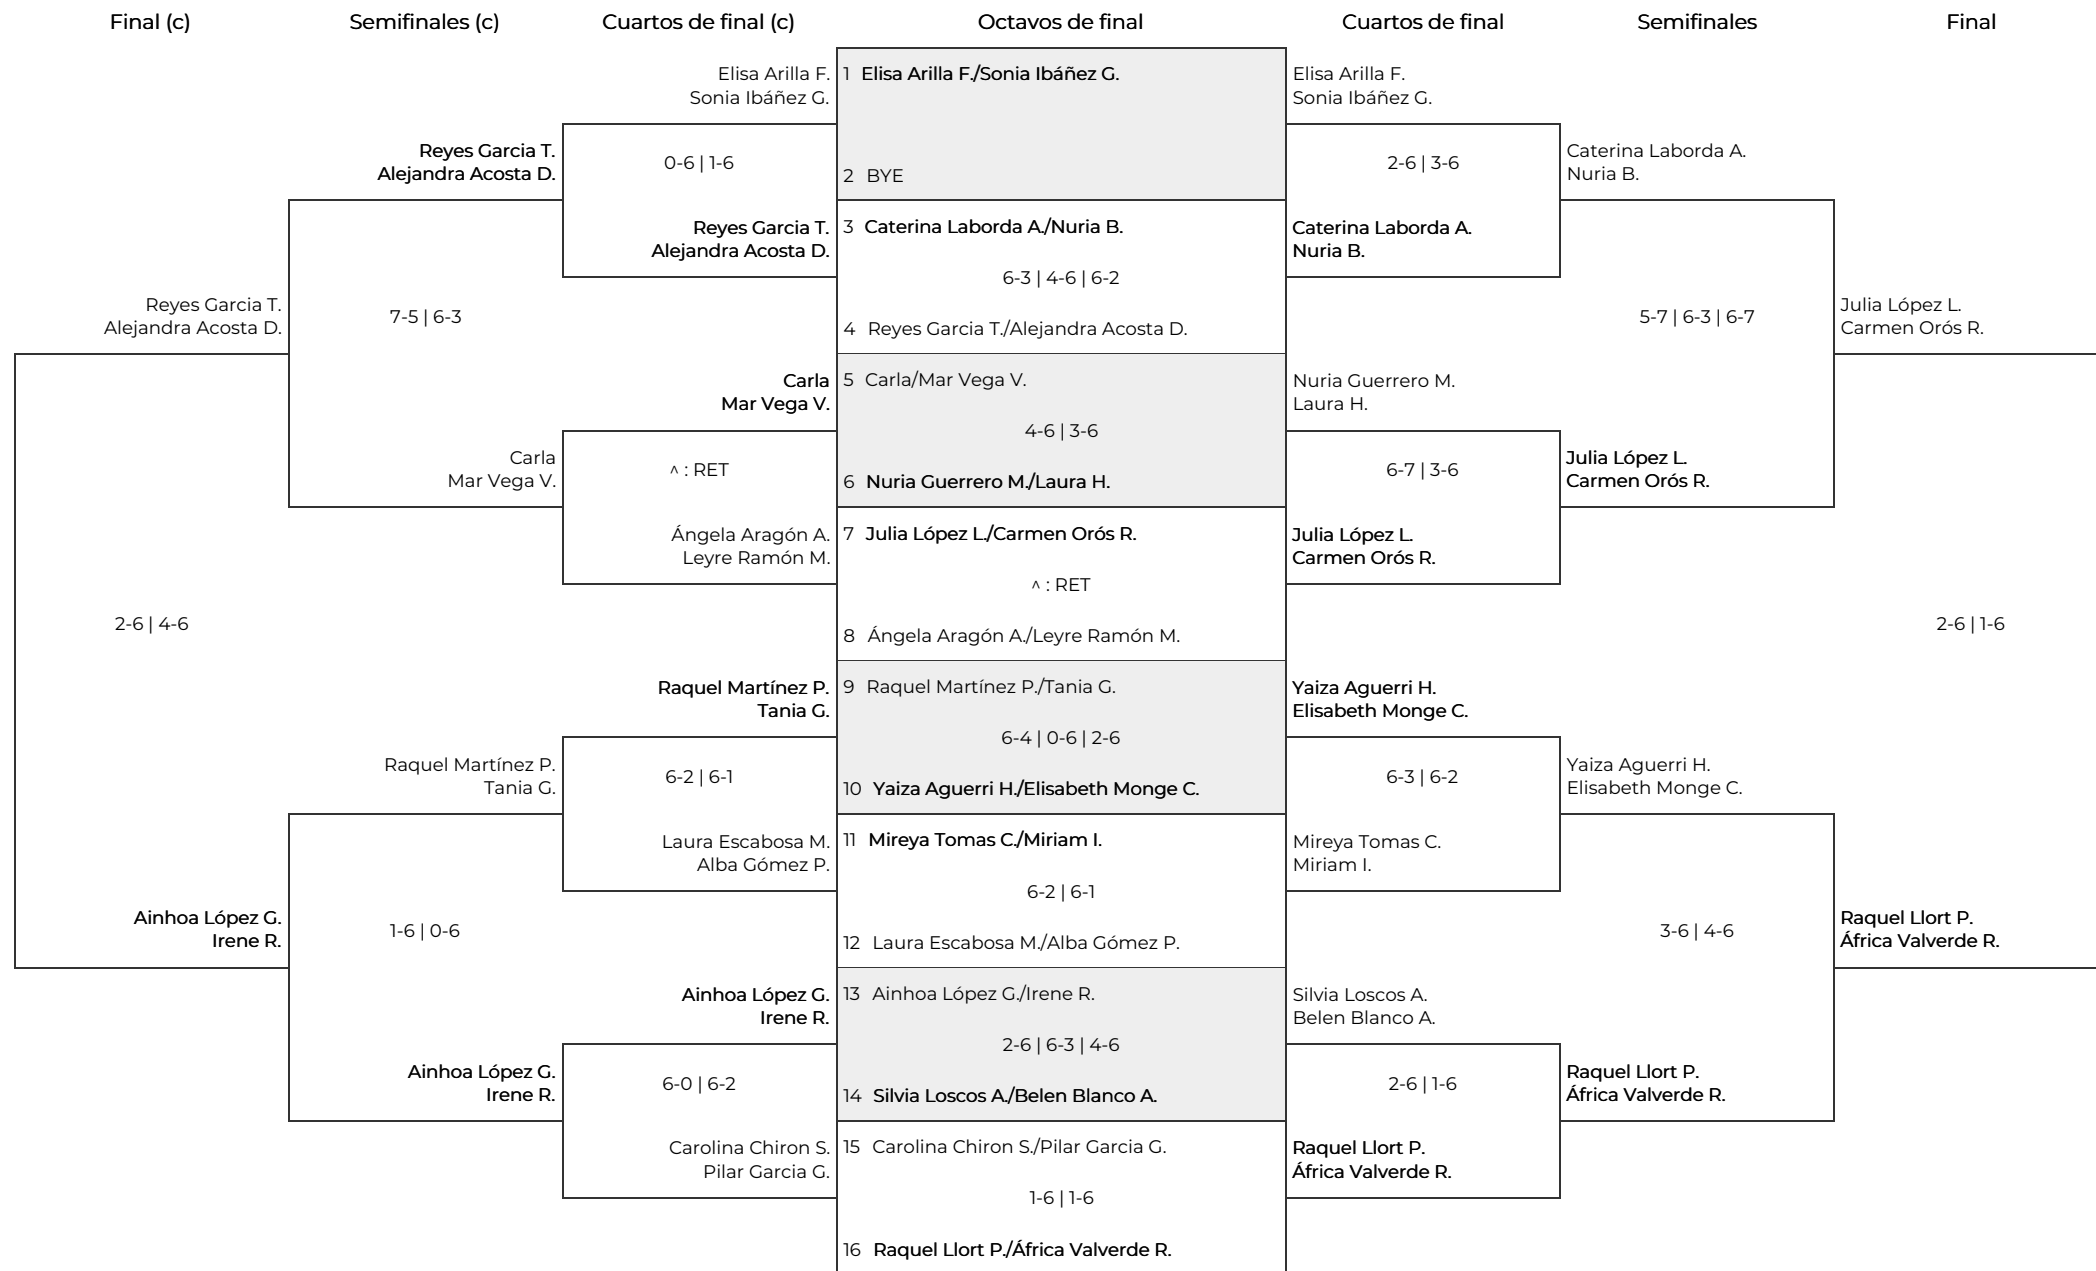 Final (c)
Semifinales (c)
Cuartos de final (c)
Octavos de final
Cuartos de final
Semifinales
Final
Reyes Garcia T.
Alejandra Acosta D.
2-6 | 4-6
Ainhoa López G.
Irene R.
Reyes Garcia T.
Alejandra Acosta D.
7-5 | 6-3
Carla
Mar Vega V.
Raquel Martínez P.
Tania G.
1-6 | 0-6
Ainhoa López G.
Irene R.
Elisa Arilla F.
Sonia Ibáñez G.
0-6 | 1-6
Reyes Garcia T.
Alejandra Acosta D.
Carla
Mar Vega V.
^ : RET
Ángela Aragón A.
Leyre Ramón M.
Raquel Martínez P.
Tania G.
6-2 | 6-1
Laura Escabosa M.
Alba Gómez P.
Ainhoa López G.
Irene R.
6-0 | 6-2
Carolina Chiron S.
Pilar Garcia G.
1 Elisa Arilla F./Sonia Ibáñez G.
2 BYE
3 Caterina Laborda A./Nuria B.
6-3 | 4-6 | 6-2
4 Reyes Garcia T./Alejandra Acosta D.
5 Carla/Mar Vega V.
4-6 | 3-6
6 Nuria Guerrero M./Laura H.
7 Julia López L./Carmen Orós R.
^ : RET
8 Ángela Aragón A./Leyre Ramón M.
9 Raquel Martínez P./Tania G.
6-4 | 0-6 | 2-6
10 Yaiza Aguerri H./Elisabeth Monge C.
11 Mireya Tomas C./Miriam I.
6-2 | 6-1
12 Laura Escabosa M./Alba Gómez P.
13 Ainhoa López G./Irene R.
2-6 | 6-3 | 4-6
14 Silvia Loscos A./Belen Blanco A.
15 Carolina Chiron S./Pilar Garcia G.
1-6 | 1-6
16 Raquel Llort P./África Valverde R.
Elisa Arilla F.
Sonia Ibáñez G.
2-6 | 3-6
Caterina Laborda A.
Nuria B.
Nuria Guerrero M.
Laura H.
6-7 | 3-6
Julia López L.
Carmen Orós R.
Yaiza Aguerri H.
Elisabeth Monge C.
6-3 | 6-2
Mireya Tomas C.
Miriam I.
Silvia Loscos A.
Belen Blanco A.
2-6 | 1-6
Raquel Llort P.
África Valverde R.
Caterina Laborda A.
Nuria B.
5-7 | 6-3 | 6-7
Julia López L.
Carmen Orós R.
Yaiza Aguerri H.
Elisabeth Monge C.
3-6 | 4-6
Raquel Llort P.
África Valverde R.
Julia López L.
Carmen Orós R.
2-6 | 1-6
Raquel Llort P.
África Valverde R.